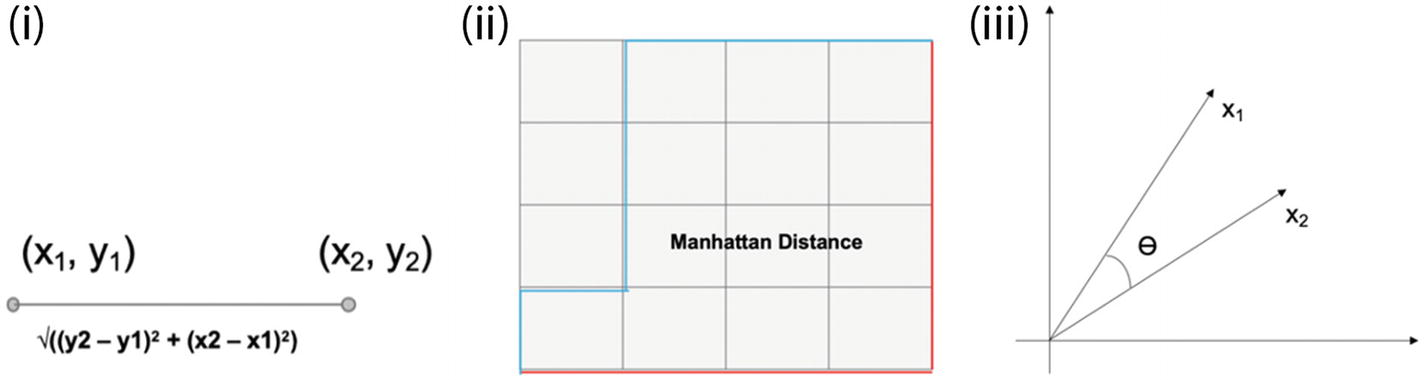 (i)
(x₁, y₁)
(x₂, y₂)
√((y2 – y1)² + (x2 – x1)²)
(ii)
Manhattan Distance
(iii)
x₁
x₂
Θ